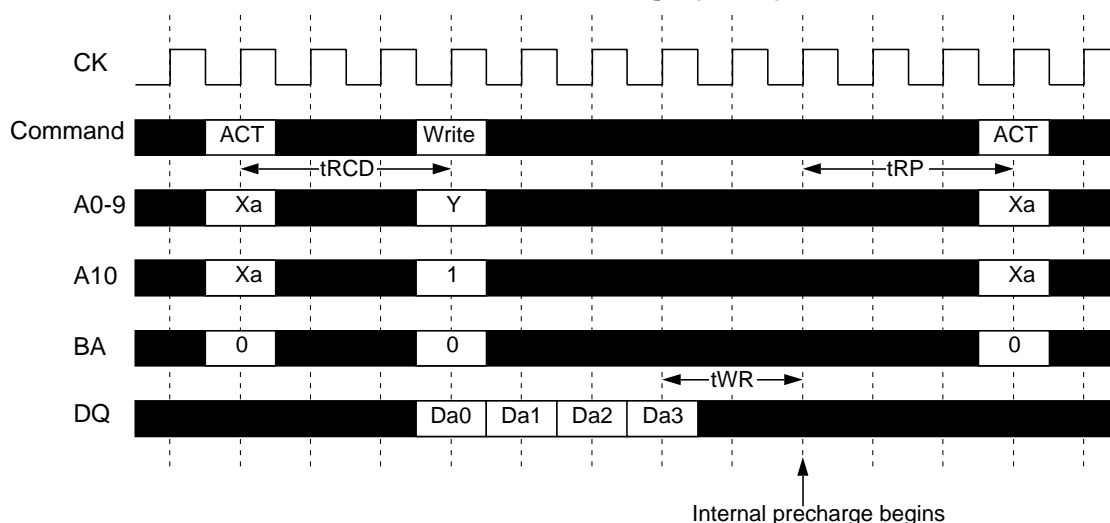 CK
Command ACT Write ACT
tRCD tRP
A0-9 Xa Y Xa
A10 Xa 1 Xa
BA 0 0 0
tWR
DQ Da0 Da1 Da2 Da3
Internal precharge begins